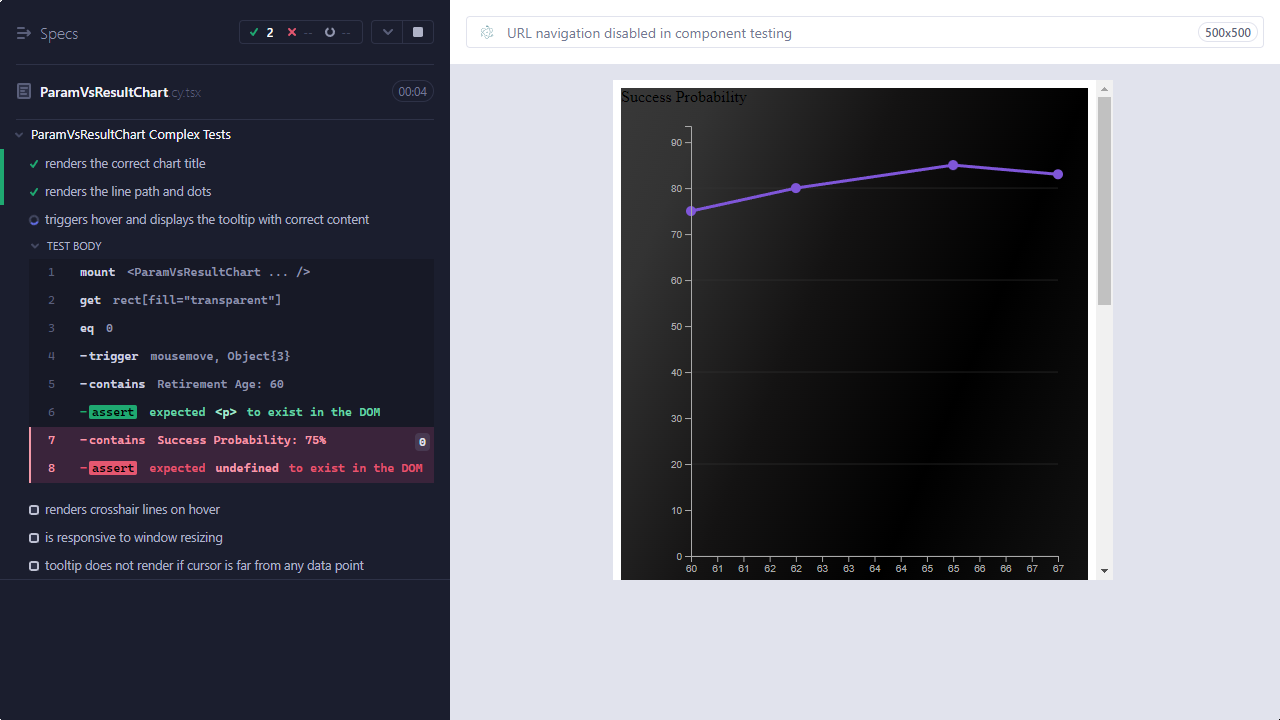 Specs
2 -- --
ParamVsResultChart.cy.tsx
00:04
ParamVsResultChart Complex Tests
renders the correct chart title
renders the line path and dots
triggers hover and displays the tooltip with correct content
TEST BODY
1 mount <ParamVsResultChart ... />
2 get rect[fill="transparent"]
3 eq 0
4 -trigger mousemove, Object{3}
5 -contains Retirement Age: 60
6 -assert expected <p> to exist in the DOM
7 -contains Success Probability: 75% 0
8 -assert expected undefined to exist in the DOM
renders crosshair lines on hover
is responsive to window resizing
tooltip does not render if cursor is far from any data point
URL navigation disabled in component testing
500x500
Success Probability
90
80
70
60
50
40
30
20
10
0
60 61 61 62 62 63 63 64 64 65 65 66 66 67 67